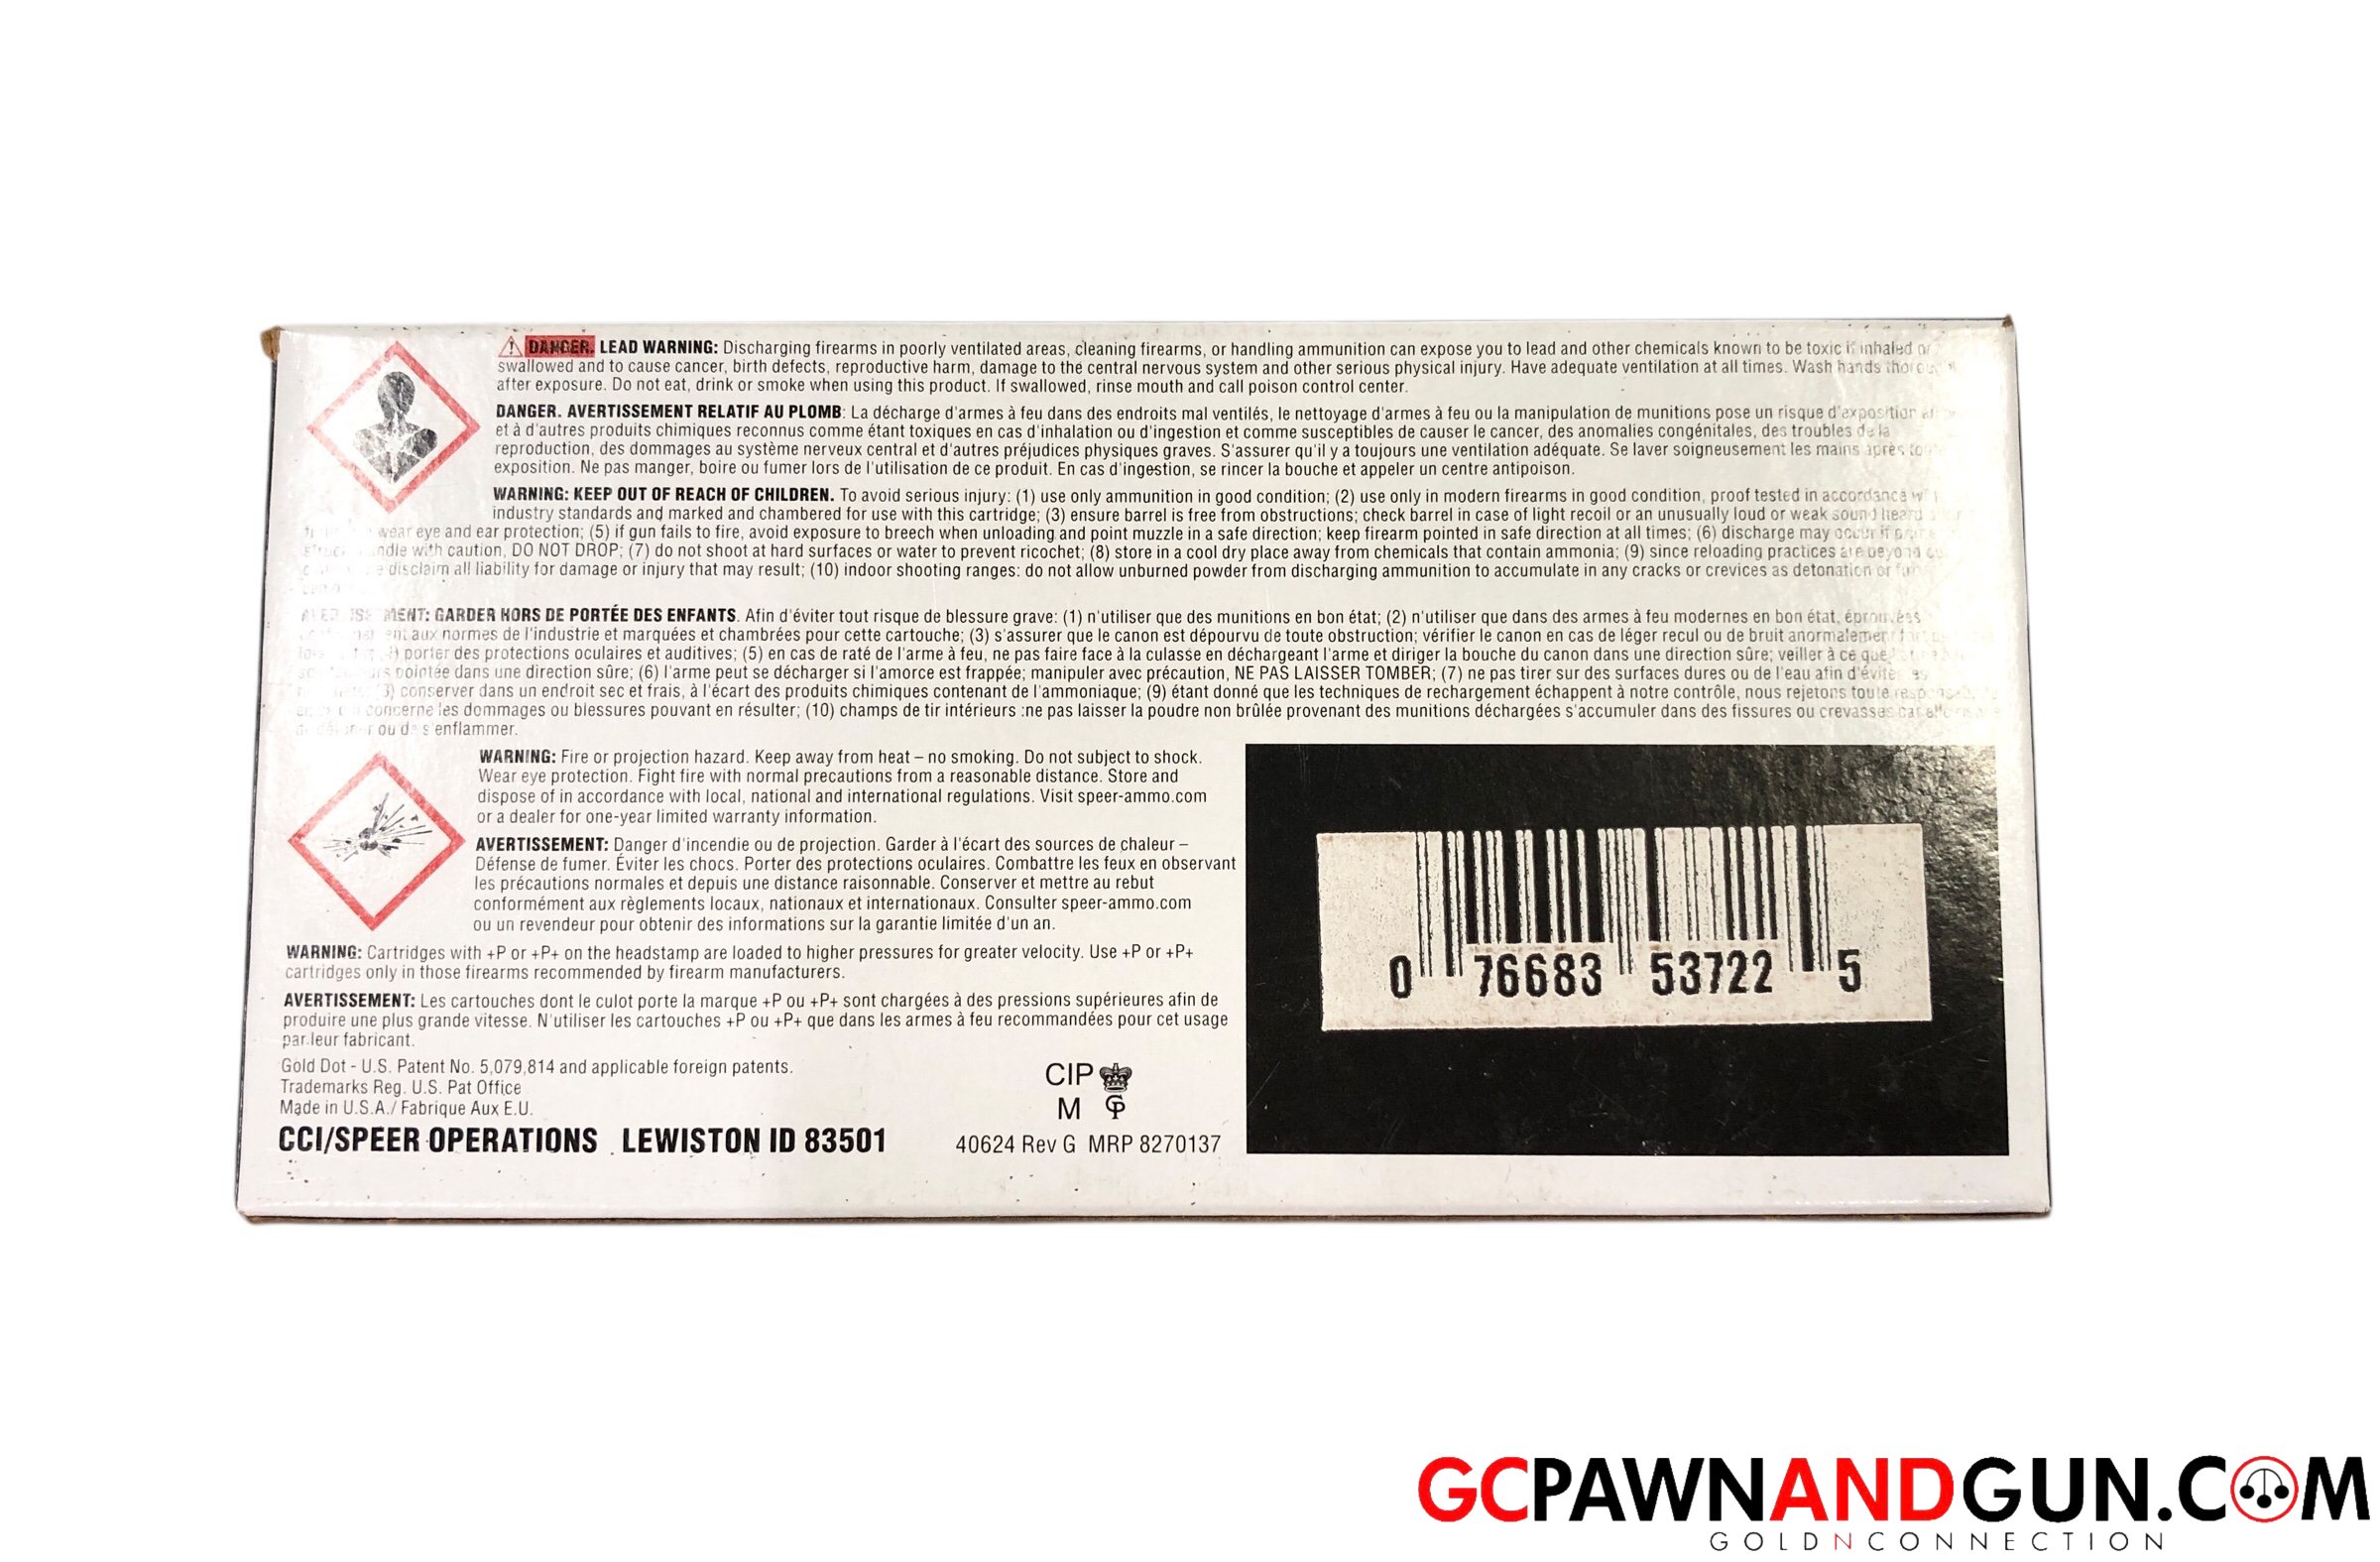 DANGER. LEAD WARNING: Discharging firearms in poorly ventilated areas, cleaning firearms, or handling ammunition can expose you to lead and other chemicals known to be toxic if inhaled or
swallowed and to cause cancer, birth defects, reproductive harm, damage to the central nervous system and other serious physical injury. Have adequate ventilation at all times. Wash hands
after exposure. Do not eat, drink or smoke when using this product. If swallowed, rinse mouth and call poison control center.
DANGER. AVERTISSEMENT RELATIF AU PLOMB: La décharge d'armes à feu dans des endroits mal ventilés, le nettoyage d'armes à feu ou la manipulation de munitions pose un risque d'exposition
et à d'autres produits chimiques reconnus comme étant toxiques en cas d'inhalation ou d'ingestion et comme susceptibles de causer le cancer, des anomalies congénitales, des troubles de la
reproduction, des dommages au système nerveux central et d'autres préjudices physiques graves. S'assurer qu'il y a toujours une ventilation adéquate. Se laver soigneusement les mains après
exposition. Ne pas manger, boire ou fumer lors de l'utilisation de ce produit. En cas d'ingestion, se rincer la bouche et appeler un centre antipoison.
WARNING: KEEP OUT OF REACH OF CHILDREN. To avoid serious injury: (1) use only ammunition in good condition; (2) use only in modern firearms in good condition, proof tested in accordance
industry standards and marked and chambered for use with this cartridge; (3) ensure barrel is free from obstructions; check barrel in case of light recoil or an unusually loud or weak sound heard
wear eye and ear protection; (5) if gun fails to fire, avoid exposure to breech when unloading and point muzzle in a safe direction; keep firearm pointed in safe direction at all times; (6) discharge may occur if
with caution, DO NOT DROP; (7) do not shoot at hard surfaces or water to prevent ricochet; (8) store in a cool dry place away from chemicals that contain ammonia; (9) since reloading practices are beyond
disclaim all liability for damage or injury that may result; (10) indoor shooting ranges: do not allow unburned powder from discharging ammunition to accumulate in any cracks or crevices as detonation or
GARDER HORS DE PORTÉE DES ENFANTS. Afin d'éviter tout risque de blessure grave: (1) n'utiliser que des munitions en bon état; (2) n'utiliser que dans des armes à feu modernes en bon état, éprouvées
aux normes de l'industrie et marquées et chambrées pour cette cartouche; (3) s'assurer que le canon est dépourvu de toute obstruction; vérifier le canon en cas de léger recul ou de bruit anormalement
porter des protections oculaires et auditives; (5) en cas de raté de l'arme à feu, ne pas faire face à la culasse en déchargeant l'arme et diriger la bouche du canon dans une direction sûre; veiller à ce que
pointée dans une direction sûre; (6) l'arme peut se décharger si l'amorce est frappée; manipuler avec précaution, NE PAS LAISSER TOMBER; (7) ne pas tirer sur des surfaces dures ou de l'eau afin d'éviter
conserver dans un endroit sec et frais, à l'écart des produits chimiques contenant de l'ammoniaque; (9) étant donné que les techniques de rechargement échappent à notre contrôle, nous rejetons toute
concerne les dommages ou blessures pouvant en résulter; (10) champs de tir intérieurs :ne pas laisser la poudre non brûlée provenant des munitions déchargées s'accumuler dans des fissures ou crevasses car
ou de s'enflammer.
WARNING: Fire or projection hazard. Keep away from heat – no smoking. Do not subject to shock.
Wear eye protection. Fight fire with normal precautions from a reasonable distance. Store and
dispose of in accordance with local, national and international regulations. Visit speer-ammo.com
or a dealer for one-year limited warranty information.
AVERTISSEMENT: Danger d'incendie ou de projection. Garder à l'écart des sources de chaleur –
Défense de fumer. Éviter les chocs. Porter des protections oculaires. Combattre les feux en observant
les précautions normales et depuis une distance raisonnable. Conserver et mettre au rebut
conformément aux règlements locaux, nationaux et internationaux. Consulter speer-ammo.com
ou un revendeur pour obtenir des informations sur la garantie limitée d'un an.
WARNING: Cartridges with +P or +P+ on the headstamp are loaded to higher pressures for greater velocity. Use +P or +P+
cartridges only in those firearms recommended by firearm manufacturers.
AVERTISSEMENT: Les cartouches dont le culot porte la marque +P ou +P+ sont chargées à des pressions supérieures afin de
produire une plus grande vitesse. N'utiliser les cartouches +P ou +P+ que dans les armes à feu recommandées pour cet usage
par leur fabricant.
Gold Dot - U.S. Patent No. 5,079,814 and applicable foreign patents.
Trademarks Reg. U.S. Pat Office
Made in U.S.A./ Fabrique Aux E.U.
CCI/SPEER OPERATIONS LEWISTON ID 83501
CIP
M
40624 Rev G MRP 8270137
0 76683 53722 5
GCPAWNANDGUN.COM
GOLDNCONNECTION